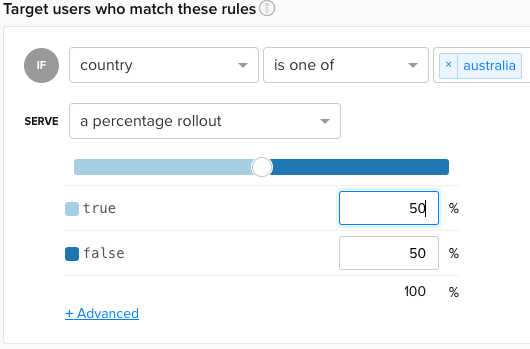 Target users who match these rules i
IF country is one of × australia
SERVE a percentage rollout
true 50 %
false 50 %
100 %
+ Advanced